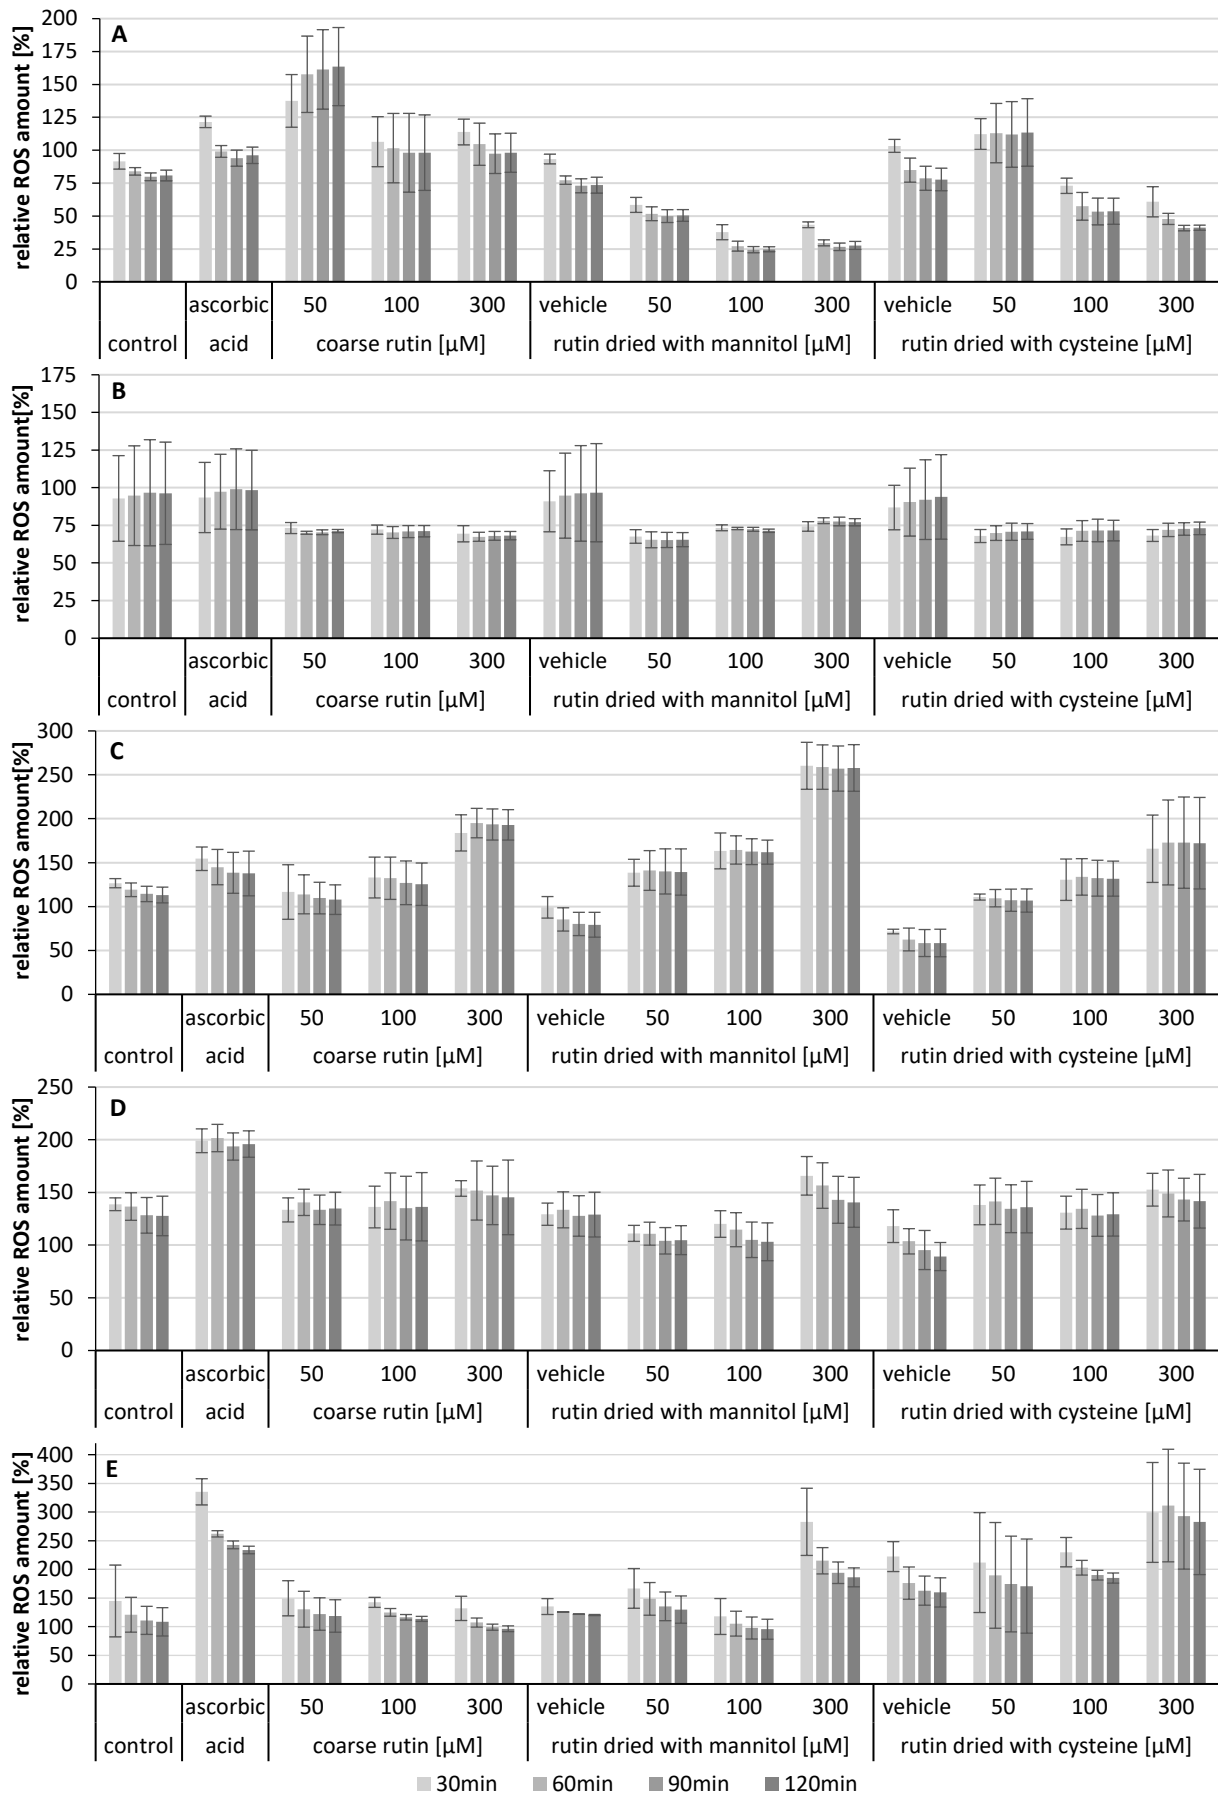 A
relative ROS amount [%]
200
175
150
125
100
75
50
25
0
ascorbic 50 100 300 vehicle 50 100 300 vehicle 50 100 300
control acid coarse rutin [µM] rutin dried with mannitol [µM] rutin dried with cysteine [µM]
B
relative ROS amount[%]
175
150
125
100
75
50
25
0
ascorbic 50 100 300 vehicle 50 100 300 vehicle 50 100 300
control acid coarse rutin [µM] rutin dried with mannitol [µM] rutin dried with cysteine [µM]
C
relative ROS amount[%]
300
250
200
150
100
50
0
ascorbic 50 100 300 vehicle 50 100 300 vehicle 50 100 300
control acid coarse rutin [µM] rutin dried with mannitol [µM] rutin dried with cysteine [µM]
D
relative ROS amount [%]
250
200
150
100
50
0
ascorbic 50 100 300 vehicle 50 100 300 vehicle 50 100 300
control acid coarse rutin [µM] rutin dried with mannitol [µM] rutin dried with cysteine [µM]
E
relative ROS amount [%]
400
350
300
250
200
150
100
50
0
ascorbic 50 100 300 vehicle 50 100 300 vehicle 50 100 300
control acid coarse rutin [µM] rutin dried with mannitol [µM] rutin dried with cysteine [µM]
30min 60min 90min 120min